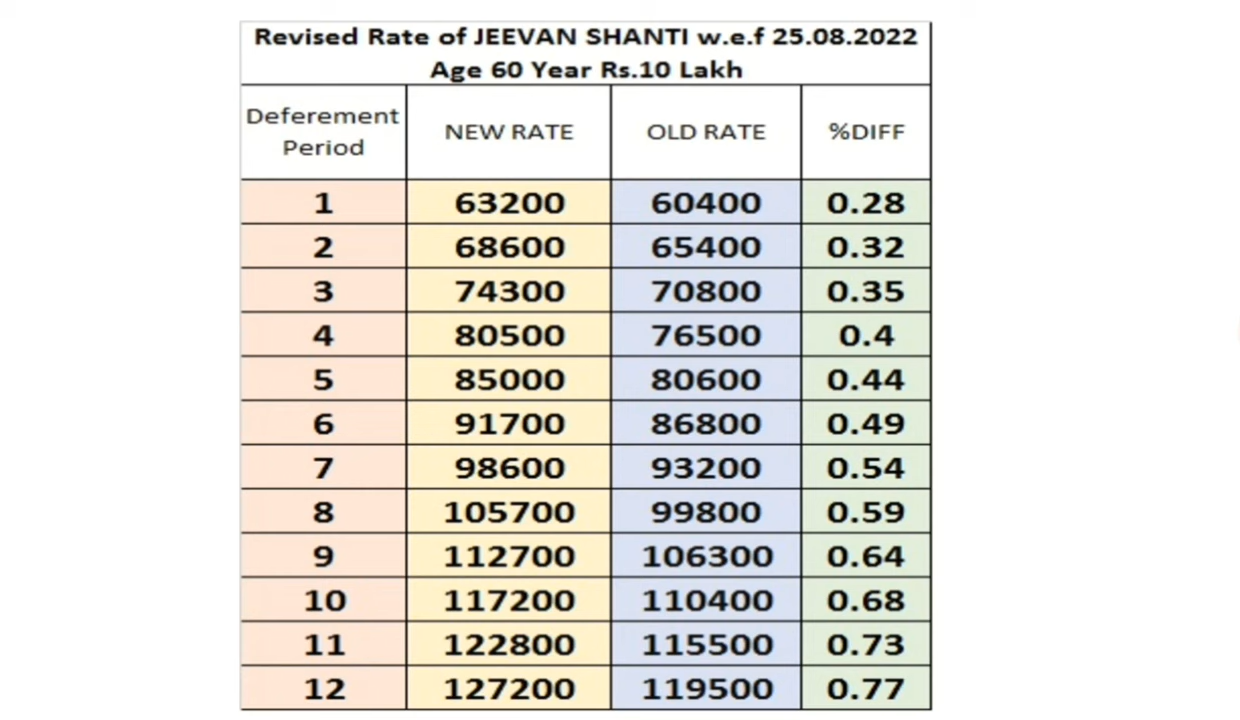 Revised Rate of JEEVAN SHANTI w.e.f 25.08.2022
Age 60 Year Rs.10 Lakh
Deferement Period NEW RATE OLD RATE %DIFF
1 63200 60400 0.28
2 68600 65400 0.32
3 74300 70800 0.35
4 80500 76500 0.4
5 85000 80600 0.44
6 91700 86800 0.49
7 98600 93200 0.54
8 105700 99800 0.59
9 112700 106300 0.64
10 117200 110400 0.68
11 122800 115500 0.73
12 127200 119500 0.77